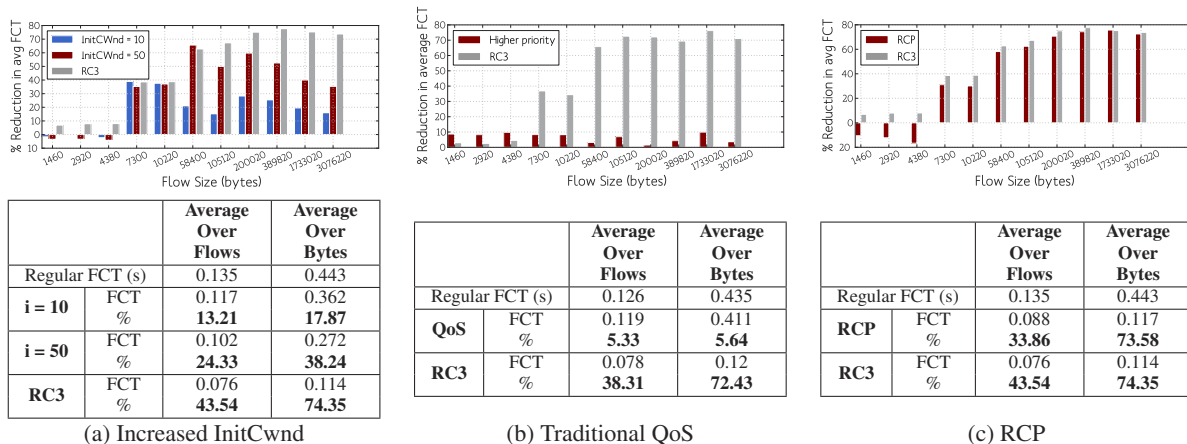 % Reduction in avg FCT
80
70
60
50
40
30
20
10
0
10
InitCWnd = 10
InitCWnd = 50
RC3
1460
2920
4380
7300
10220
58400
105120
200020
389820
1733020
3076220
Flow Size (bytes)
Average Over Flows
Average Over Bytes
Regular FCT (s) 0.135 0.443
i = 10 FCT 0.117 0.362
% 13.21 17.87
i = 50 FCT 0.102 0.272
% 24.33 38.24
RC3 FCT 0.076 0.114
% 43.54 74.35
(a) Increased InitCwnd
% Reduction in average FCT
80
70
60
50
40
30
20
10
0
Higher priority
RC3
1460
2920
4380
7300
10220
58400
105120
200020
389820
1733020
3076220
Flow Size (bytes)
Average Over Flows
Average Over Bytes
Regular FCT (s) 0.126 0.435
QoS FCT 0.119 0.411
% 5.33 5.64
RC3 FCT 0.078 0.12
% 38.31 72.43
(b) Traditional QoS
% Reduction in avg FCT
80
60
40
20
0
20
RCP
RC3
1460
2920
4380
7300
10220
58400
105120
200020
389820
1733020
3076220
Flow Size (bytes)
Average Over Flows
Average Over Bytes
Regular FCT (s) 0.135 0.443
RCP FCT 0.088 0.117
% 33.86 73.58
RC3 FCT 0.076 0.114
% 43.54 74.35
(c) RCP